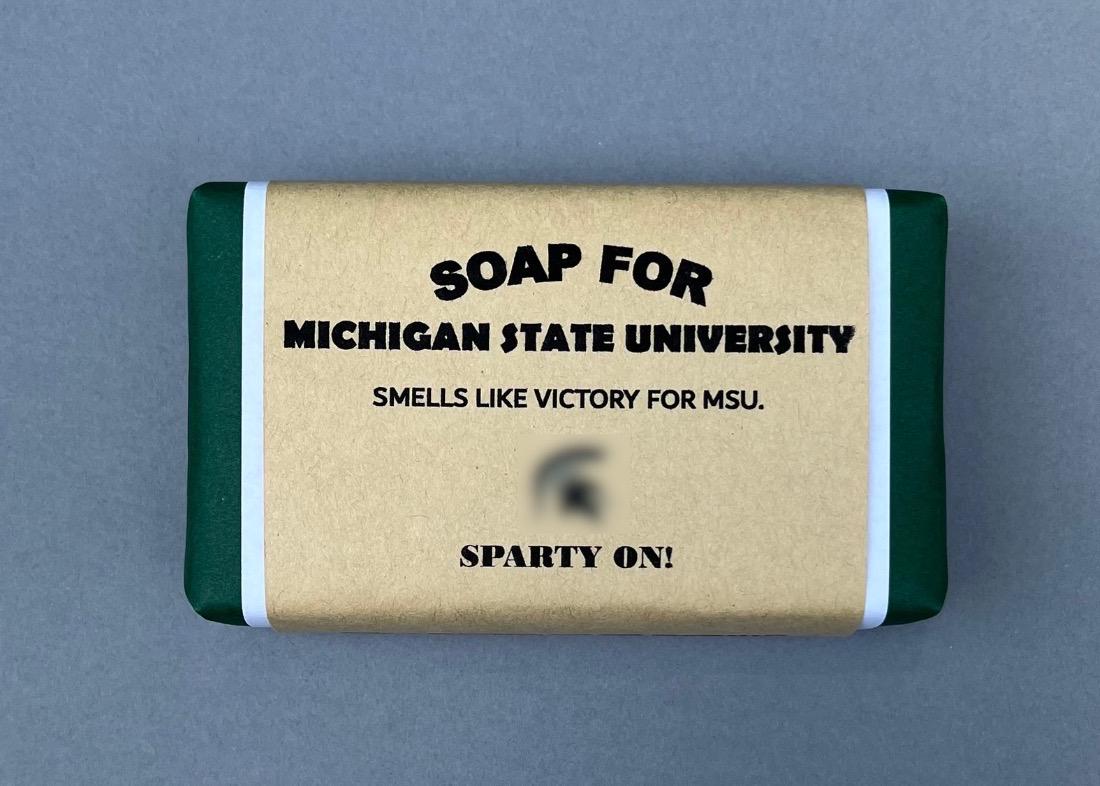 SOAP FOR
MICHIGAN STATE UNIVERSITY
SMELLS LIKE VICTORY FOR MSU.
SPARTY ON!